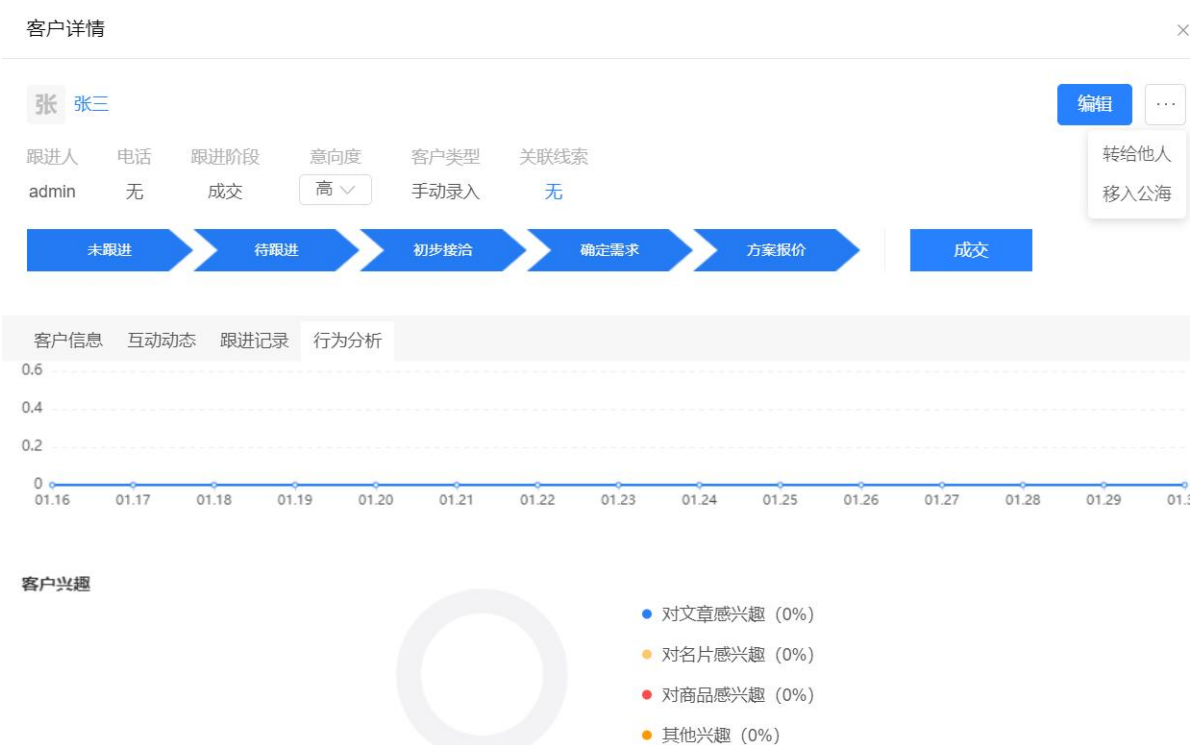 客户详情
张 张三
编辑 ...
转给他人
移入公海
跟进人 电话 跟进阶段 意向度 客户类型 关联线索
admin 无 成交 高 手动录入 无
未跟进 待跟进 初步接洽 确定需求 方案报价 成交
客户信息 互动动态 跟进记录 行为分析
0.6
0.4
0.2
0
01.16 01.17 01.18 01.19 01.20 01.21 01.22 01.23 01.24 01.25 01.26 01.27 01.28 01.29
客户兴趣
对文章感兴趣（0%）
对名片感兴趣（0%）
对商品感兴趣（0%）
其他兴趣（0%）